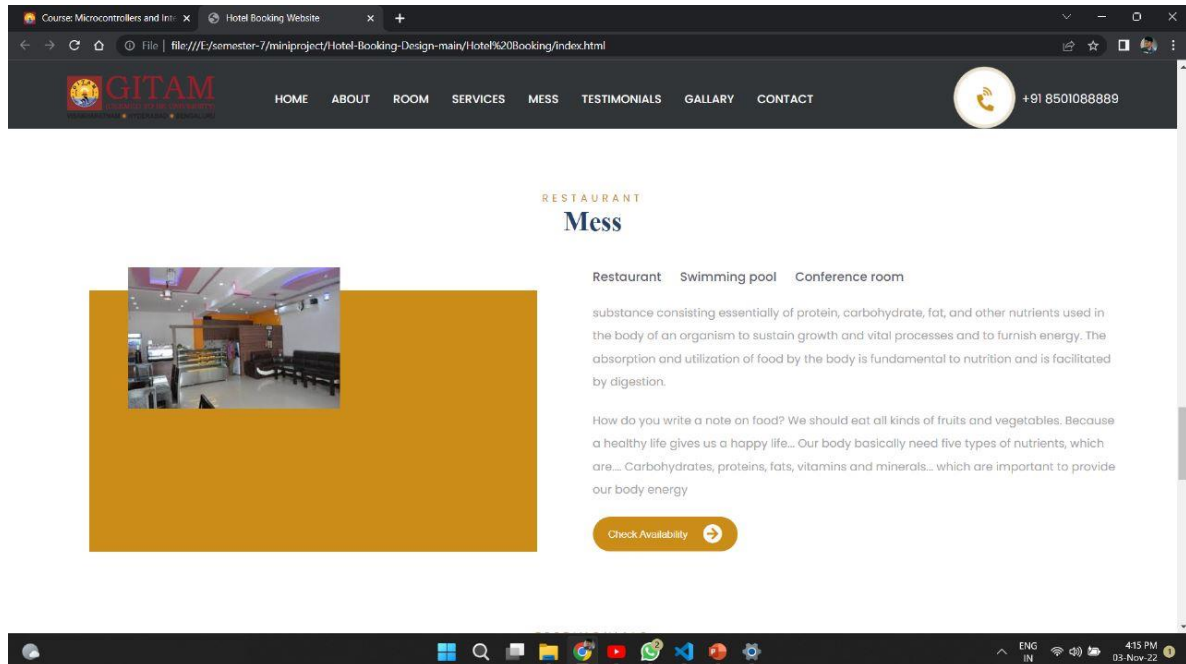 Course: Microcontrollers and Inte
Hotel Booking Website
File | file:///E:/semester-7/miniproject/Hotel-Booking-Design-main/Hotel%20Booking/index.html
GITAM
HOME ABOUT ROOM SERVICES MESS TESTIMONIALS GALLARY CONTACT
+91 8501088889
RESTAURANT
Mess
Restaurant Swimming pool Conference room
substance consisting essentially of protein, carbohydrate, fat, and other nutrients used in
the body of an organism to sustain growth and vital processes and to furnish energy. The
absorption and utilization of food by the body is fundamental to nutrition and is facilitated
by digestion.
How do you write a note on food? We should eat all kinds of fruits and vegetables. Because
a healthy life gives us a happy life... Our body basically need five types of nutrients, which
are.... Carbohydrates, proteins, fats, vitamins and minerals... which are important to provide
our body energy
Check Availability
ENG
IN
4:15 PM
03-Nov-22